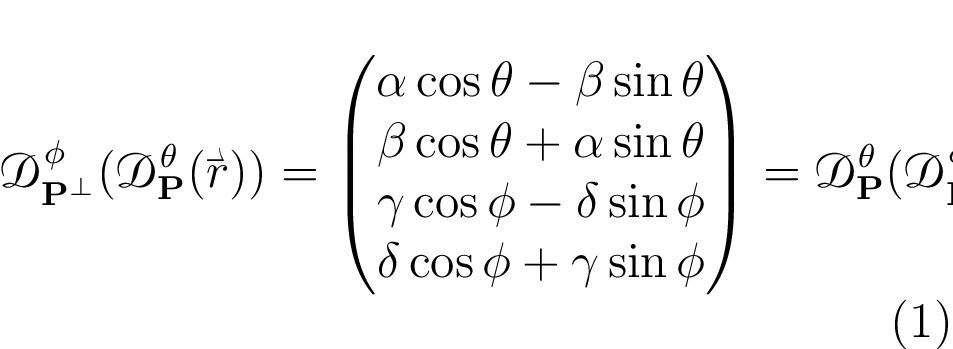 𝒟^ϕ_{𝐏^⊥}(𝒟^θ_𝐏(r⃗)) = (α cos θ − β sin θ
β cos θ + α sin θ
γ cos ϕ − δ sin ϕ
δ cos ϕ + γ sin ϕ) = 𝒟^θ_𝐏(𝒟
(1)